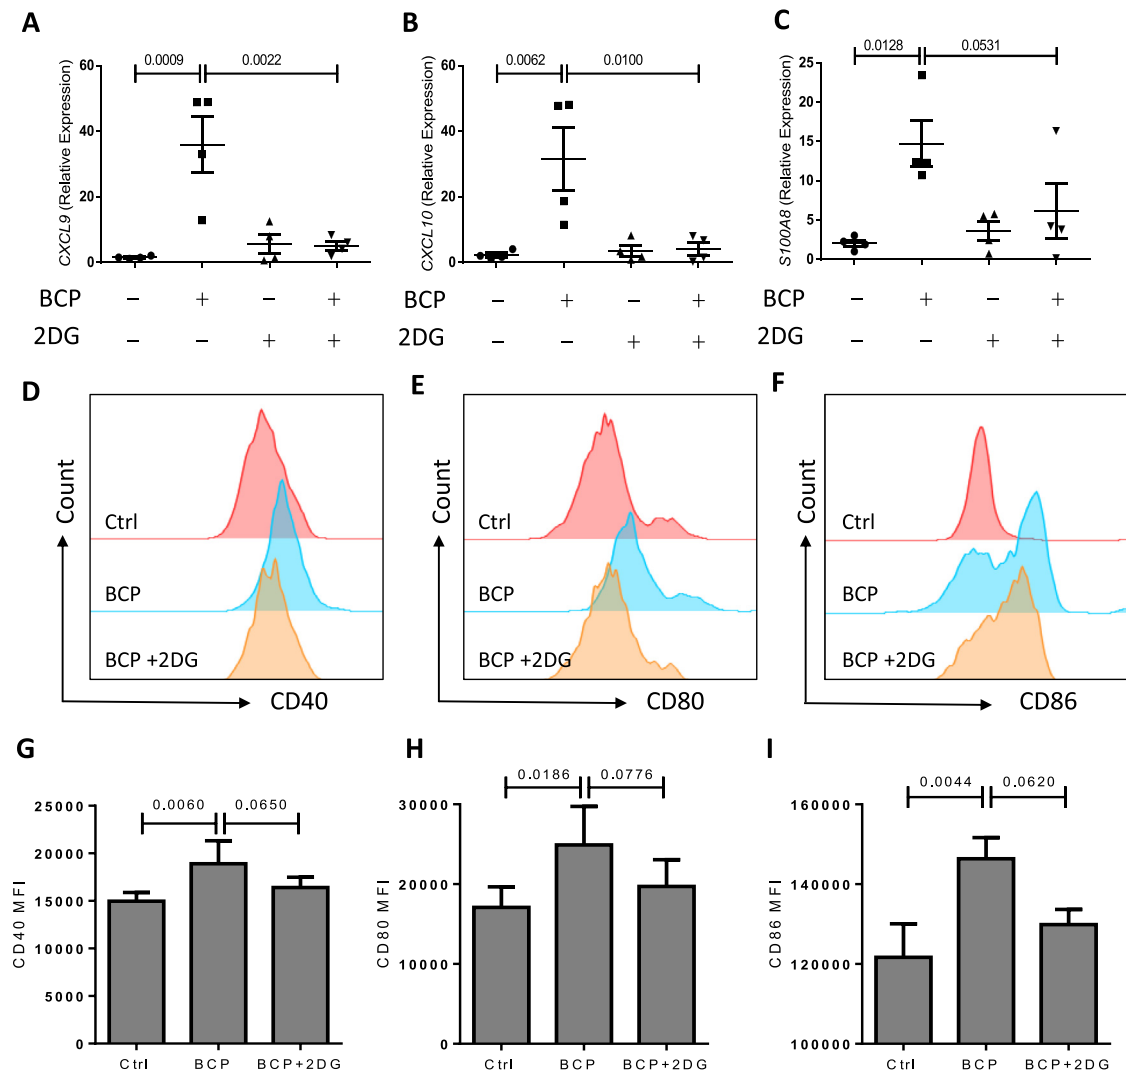 A
B
C
0.0009
0.0022
0.0062
0.0100
0.0128
0.0531
60
40
20
0
CXCL9 (Relative Expression)
60
40
20
0
CXCL10 (Relative Expression)
25
20
15
10
5
0
S100A8 (Relative Expression)
BCP − + − +
2DG − − + +
BCP − + − +
2DG − − + +
BCP − + − +
2DG − − + +
D
E
F
Count
Ctrl
BCP
BCP +2DG
CD40
Count
Ctrl
BCP
BCP +2DG
CD80
Count
Ctrl
BCP
BCP +2DG
CD86
G
H
I
0.0060
0.0650
25000
20000
15000
10000
5000
0
CD40 MFI
Ctrl BCP BCP+2DG
0.0186
0.0776
30000
20000
10000
0
CD80 MFI
Ctrl BCP BCP+2DG
0.0044
0.0620
160000
140000
120000
100000
CD86 MFI
Ctrl BCP BCP+2DG